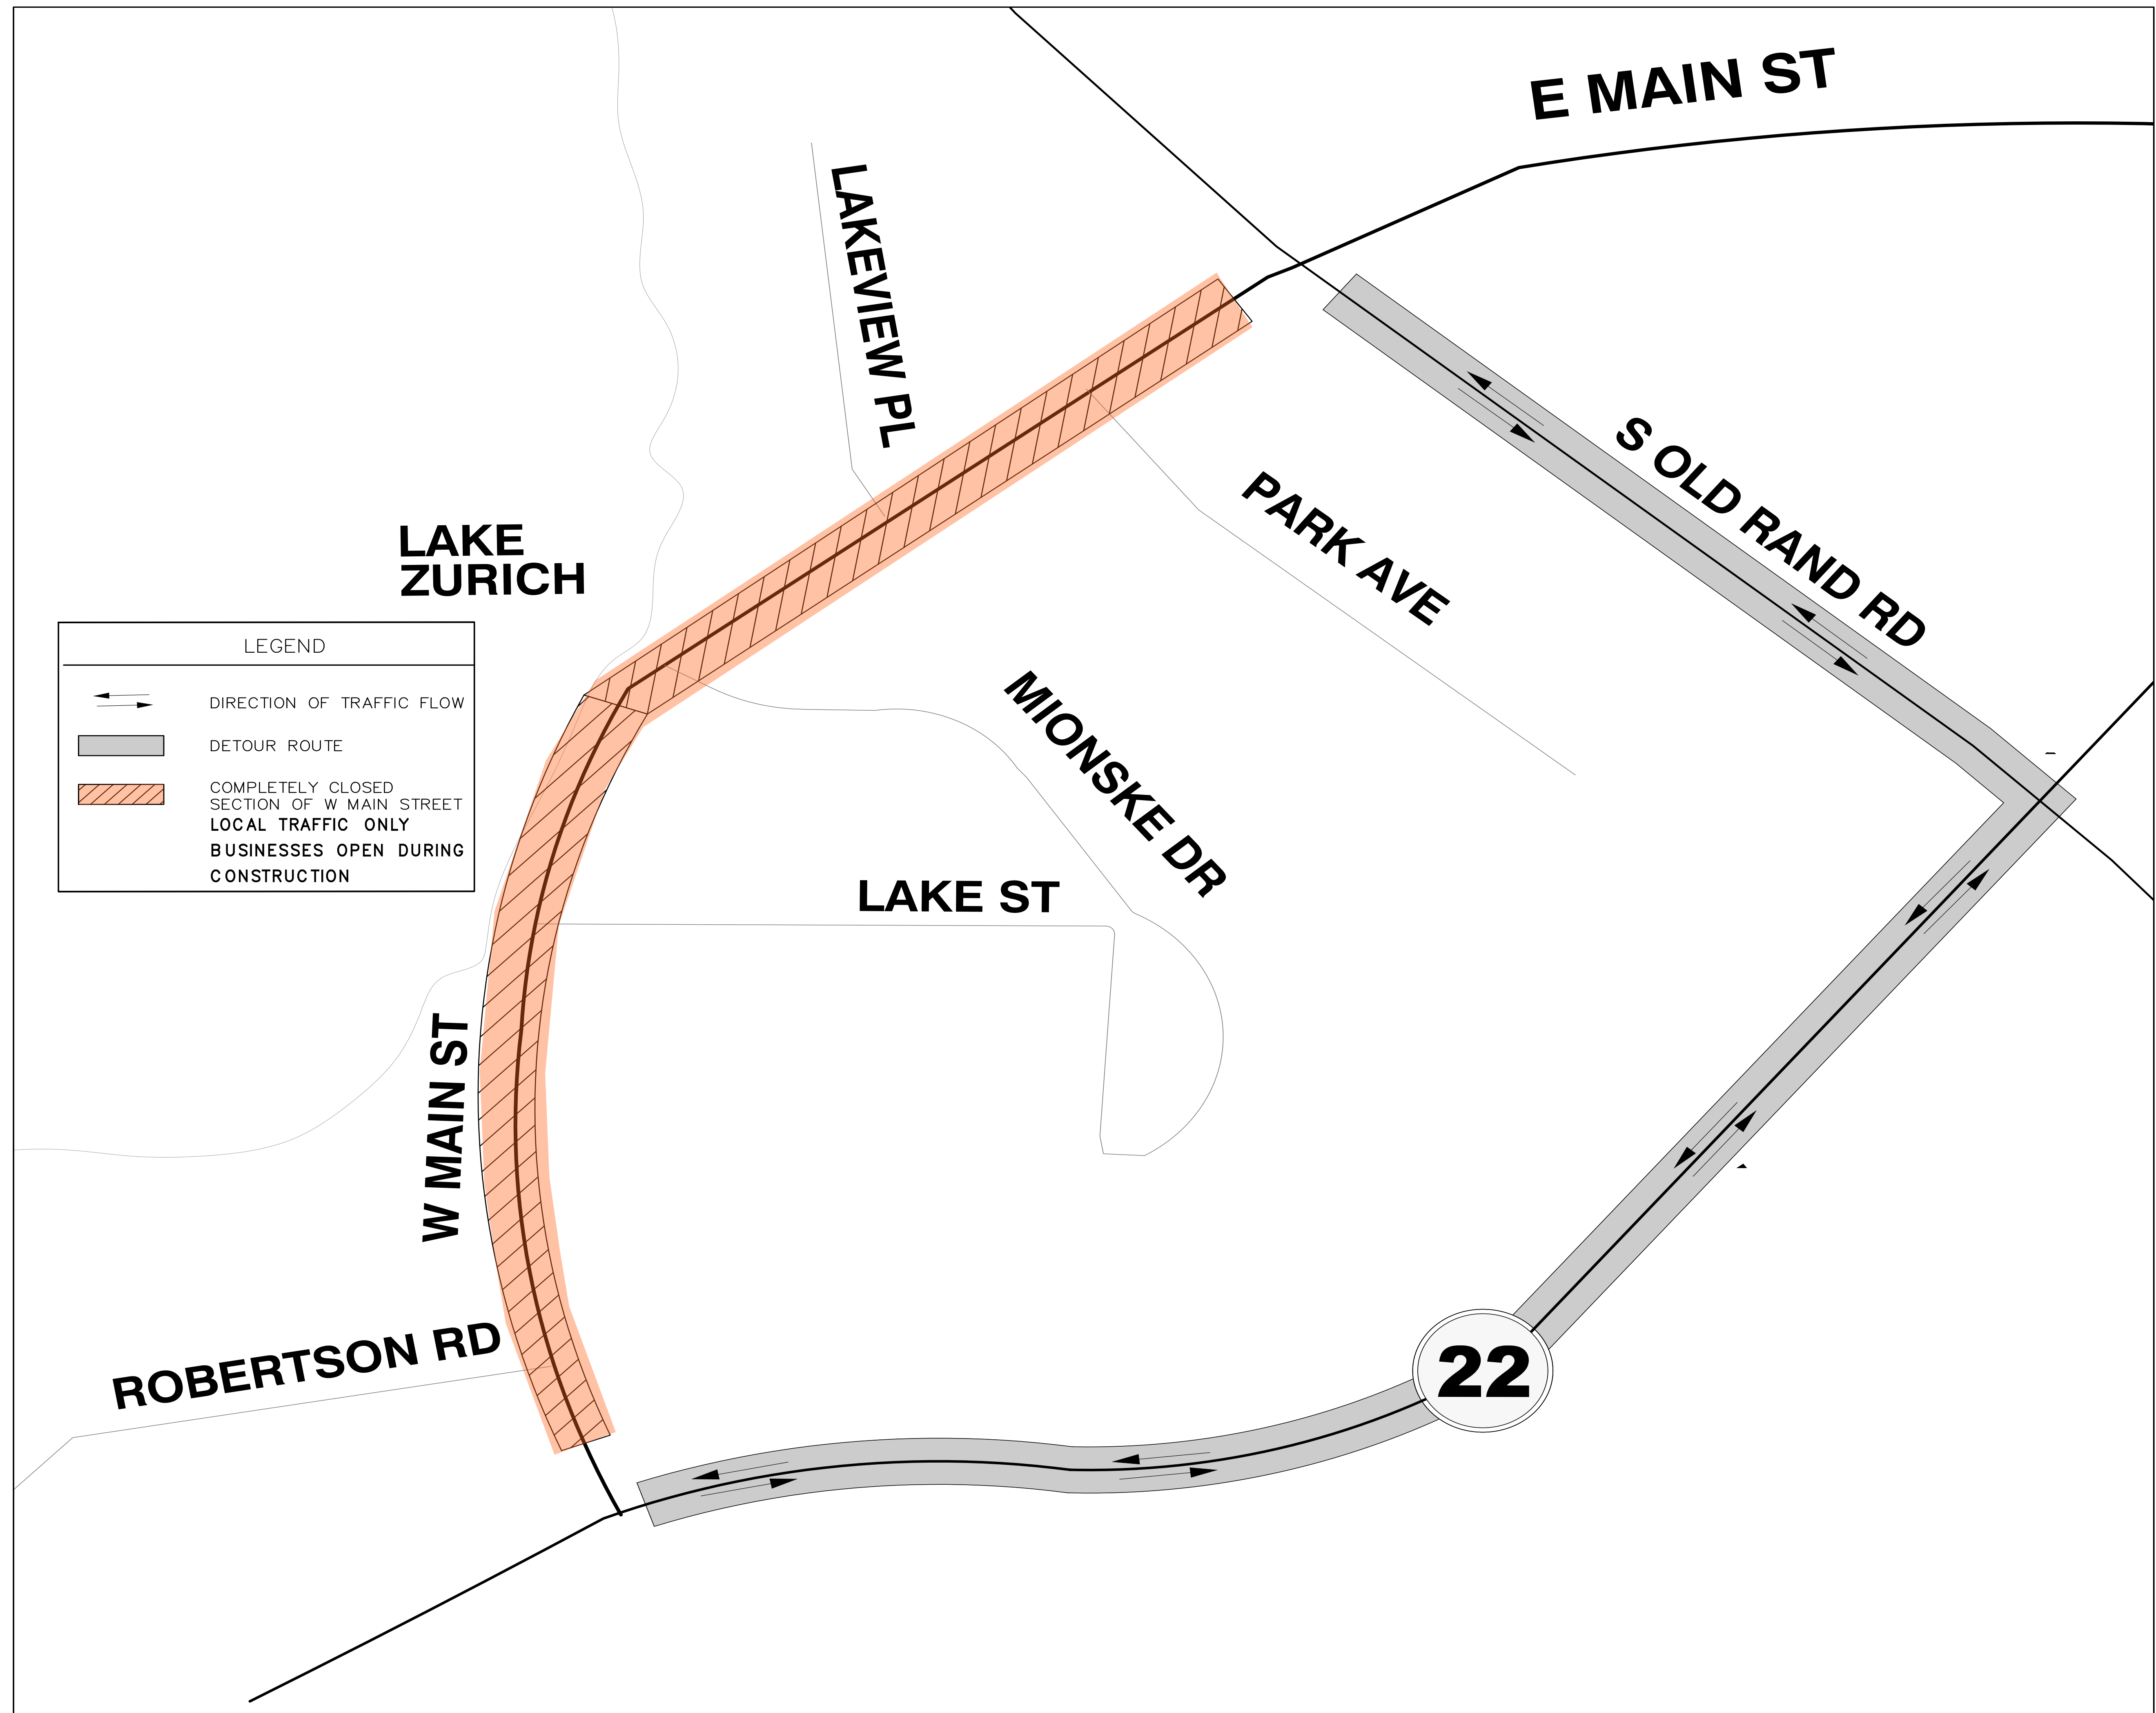 E MAIN ST
LAKEVIEW PL
S OLD RAND RD
PARK AVE
LAKE
ZURICH
LEGEND
DIRECTION OF TRAFFIC FLOW
DETOUR ROUTE
COMPLETELY CLOSED
SECTION OF W MAIN STREET
LOCAL TRAFFIC ONLY
BUSINESSES OPEN DURING
CONSTRUCTION
MIONSKE DR
LAKE ST
W MAIN ST
ROBERTSON RD
22